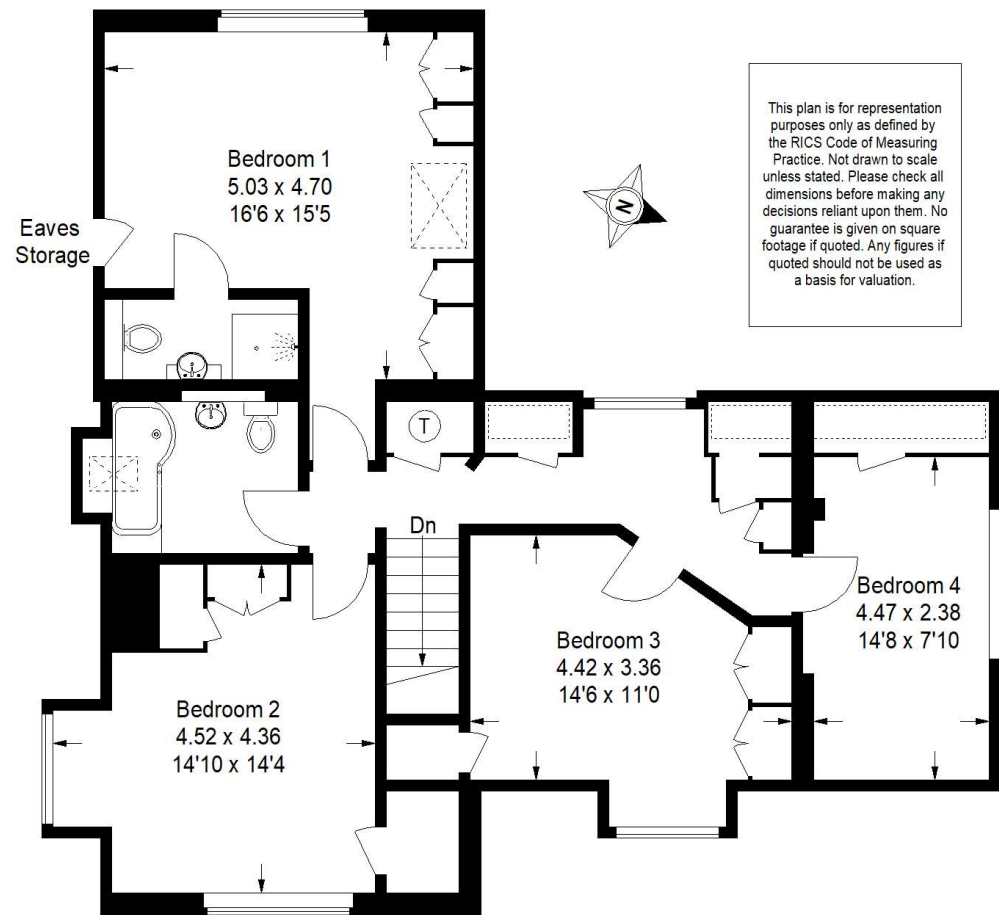 Bedroom 1
5.03 x 4.70
16'6 x 15'5
Eaves
Storage
This plan is for representation
purposes only as defined by
the RICS Code of Measuring
Practice. Not drawn to scale
unless stated. Please check all
dimensions before making any
decisions reliant upon them. No
guarantee is given on square
footage if quoted. Any figures if
quoted should not be used as
a basis for valuation.
N
T
Dn
Bedroom 4
4.47 x 2.38
14'8 x 7'10
Bedroom 3
4.42 x 3.36
14'6 x 11'0
Bedroom 2
4.52 x 4.36
14'10 x 14'4